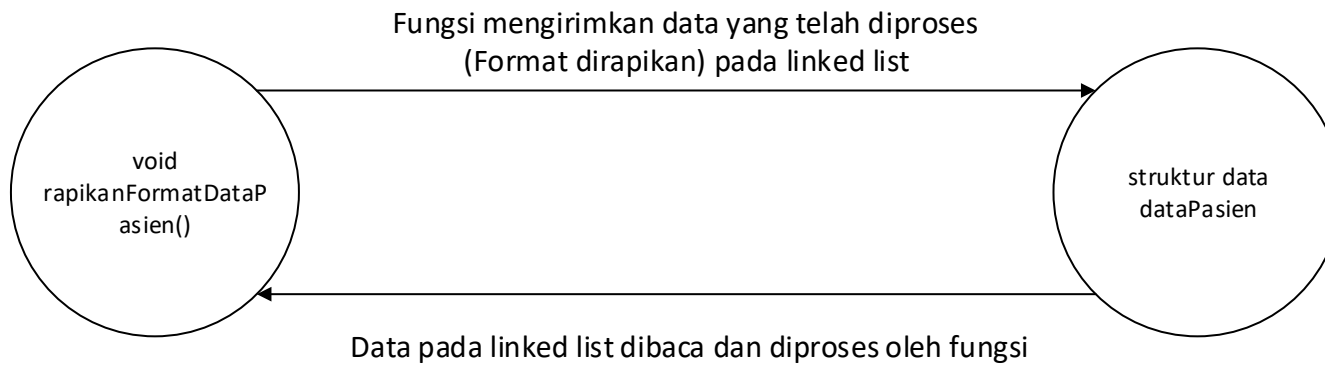 Fungsi mengirimkan data yang telah diproses
(Format dirapikan) pada linked list
void
rapikanFormatDataP
asien()
struktur data
dataPasien
Data pada linked list dibaca dan diproses oleh fungsi